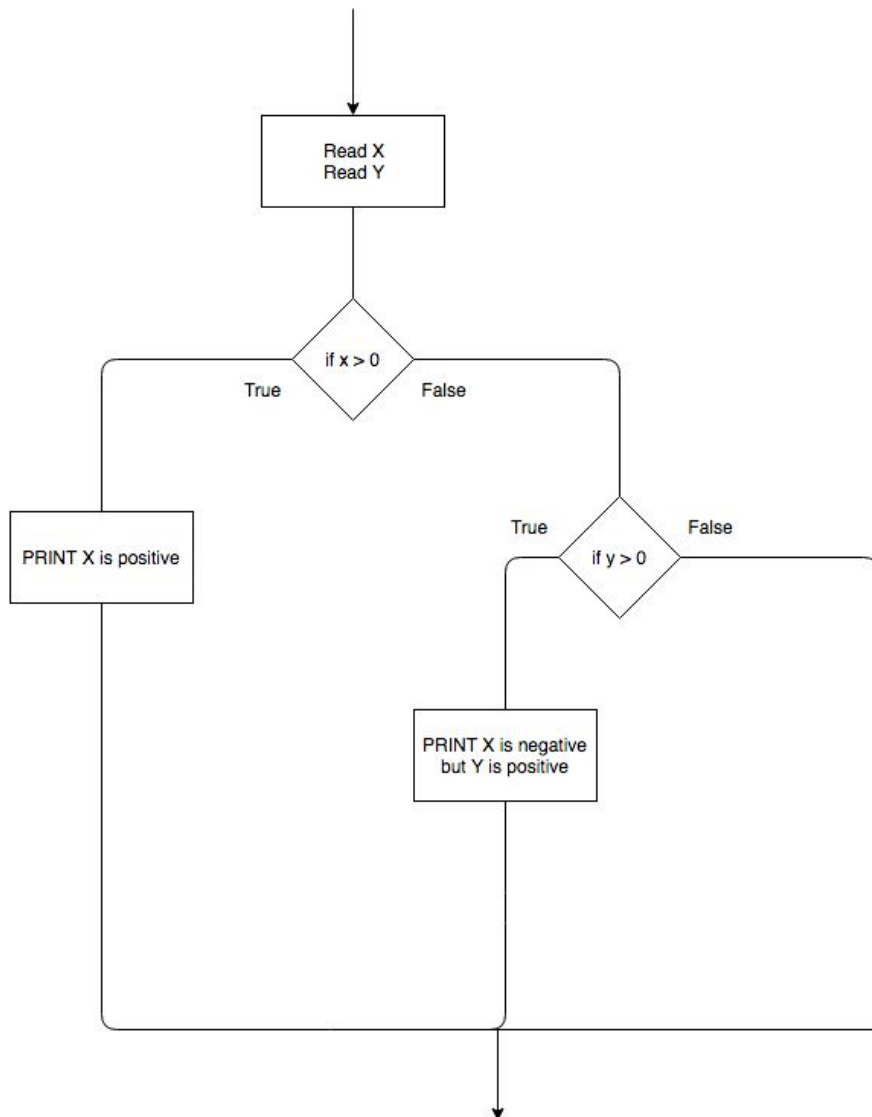 Read X
Read Y
if x > 0
True
False
PRINT X is positive
True
False
if y > 0
PRINT X is negative
but Y is positive